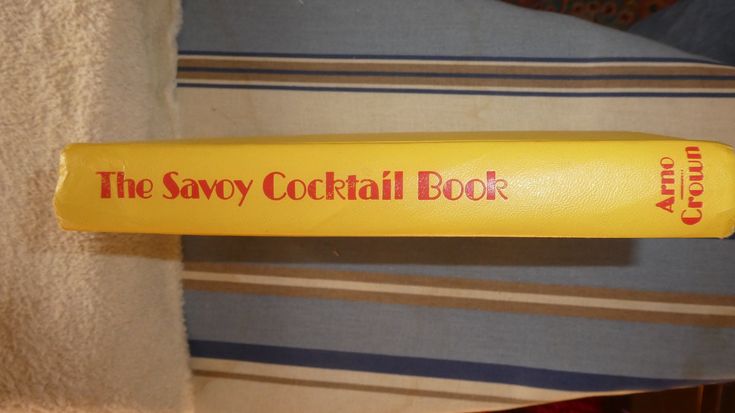 The Savoy Cocktail Book
Arno
Crown